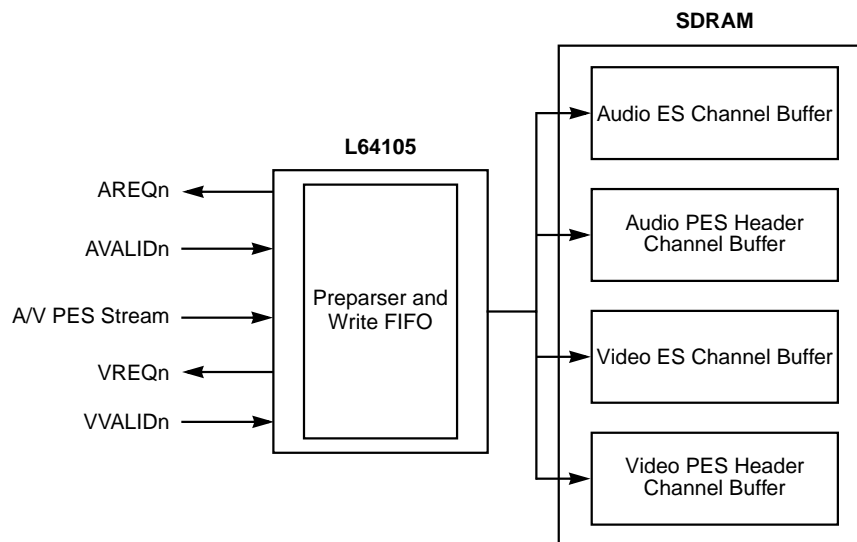 SDRAM
L64105
AREQn
AVALIDn
A/V PES Stream
VREQn
VVALIDn
Preparser and
Write FIFO
Audio ES Channel Buffer
Audio PES Header
Channel Buffer
Video ES Channel Buffer
Video PES Header
Channel Buffer